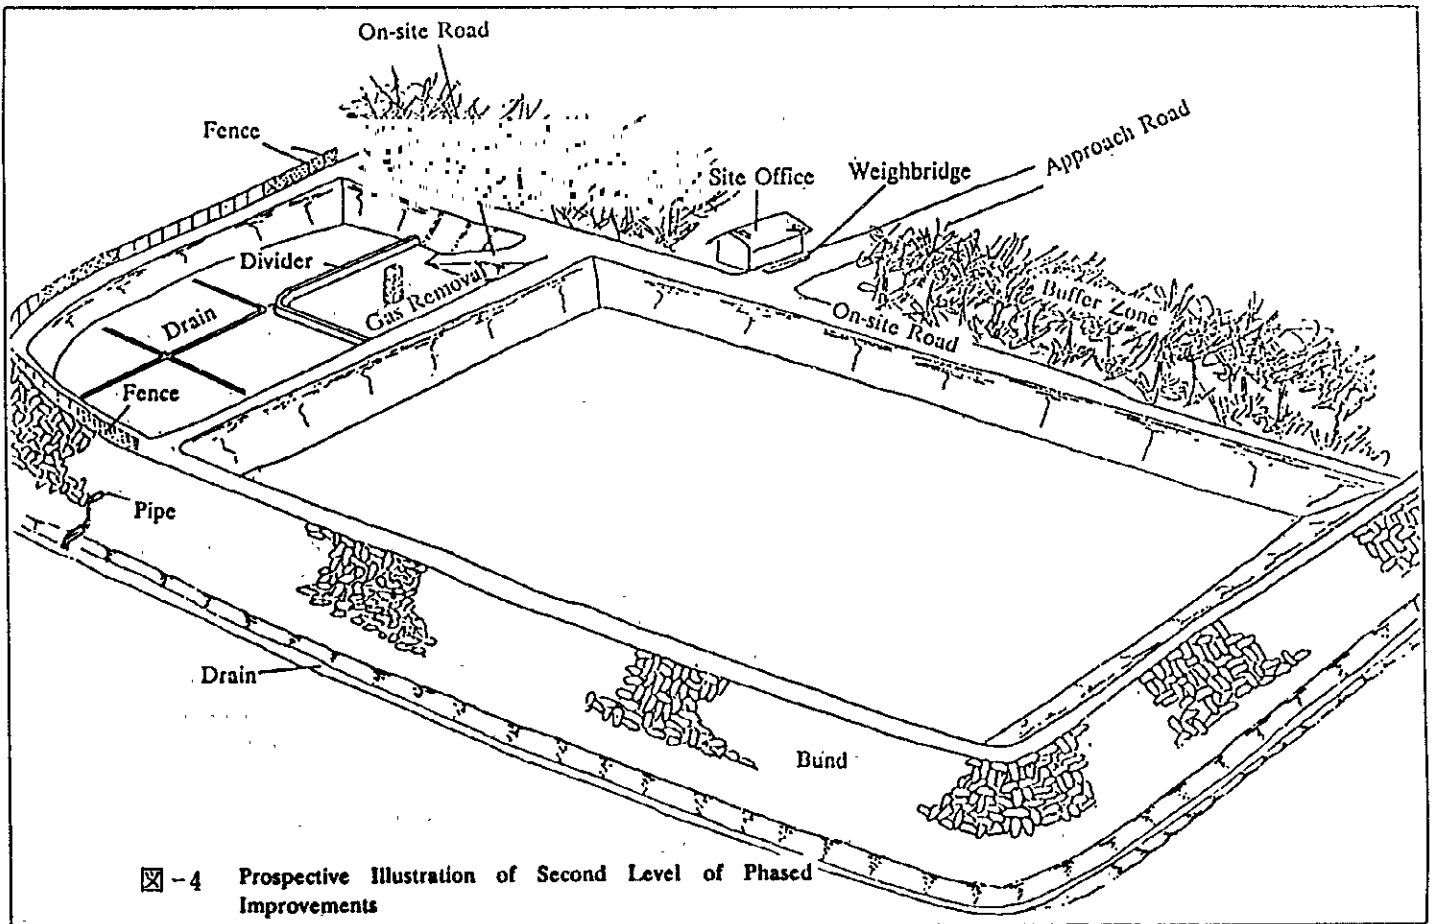 On-site Road
Fence
Site Office
Weighbridge
Approach Road
Divider
Gas Removal
Drain
Buffer Zone
On-site Road
Fence
Pipe
Drain
Bund
図-4 Prospective Illustration of Second Level of Phased
Improvements